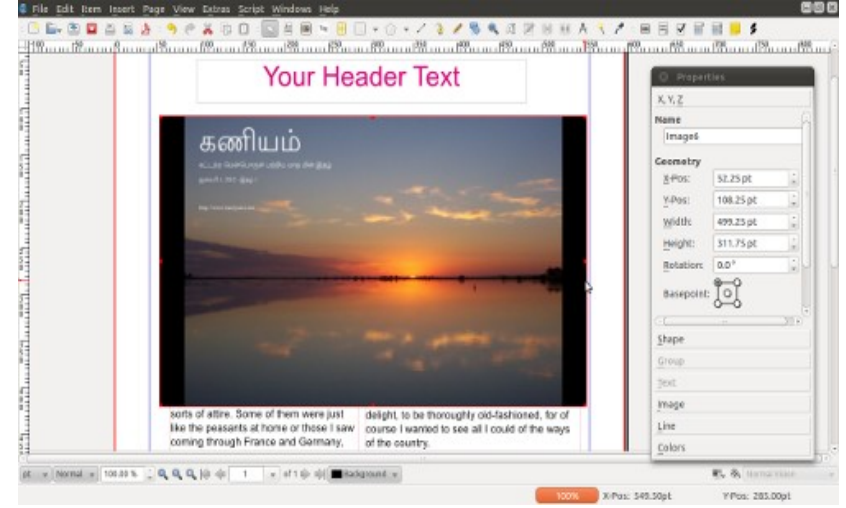 File Edit Item Insert Page View Extras Script Windows Help
Your Header Text
கணியம்
sorts of attire. Some of them were just
like the peasants at home or those I saw
coming through France and Germany,
delight, to be thoroughly old-fashioned, for of
course I wanted to see all I could of the ways
of the country.
Properties
X, Y, Z
Name
Image6
Geometry
X-Pos: 52.25 pt
Y-Pos: 108.25 pt
Width: 499.25 pt
Height: 311.75 pt
Rotation: 0.0°
Basepoint:
Shape
Group
Text
Image
Line
Colors
pt Normal 100.00 % 1 of 1 Background Normal Vision
100% X-Pos: 549.50pt Y-Pos: 285.00pt